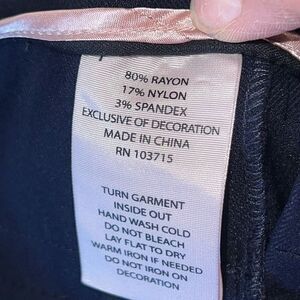 80% RAYON
17% NYLON
3% SPANDEX
EXCLUSIVE OF DECORATION
MADE IN CHINA
RN 103715
TURN GARMENT
INSIDE OUT
HAND WASH COLD
DO NOT BLEACH
LAY FLAT TO DRY
WARM IRON IF NEEDED
DO NOT IRON ON
DECORATION